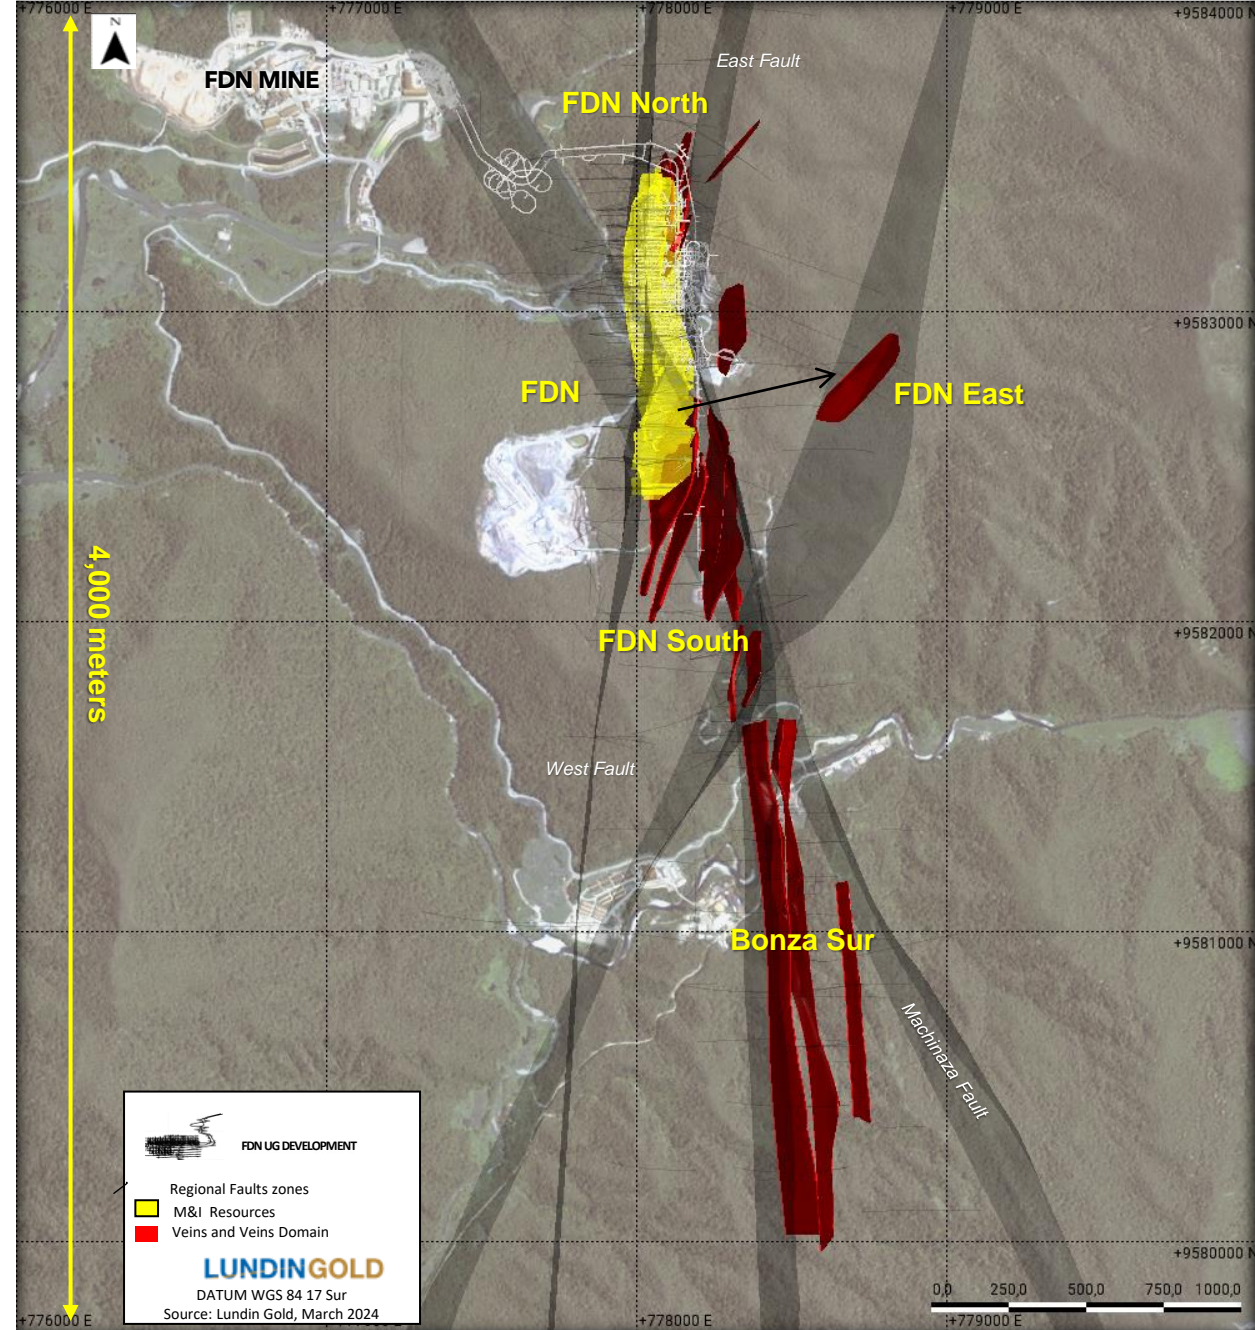 +776000 E
+777000 E
+778000 E
+779000 E
+9584000 N
N
FDN MINE
East Fault
FDN North
+9583000 N
FDN
FDN East
4,000 meters
+9582000 N
FDN South
West Fault
Bonza Sur
+9581000 N
Machinaza Fault
FDN UG DEVELOPMENT
Regional Faults zones
M&I Resources
Veins and Veins Domain
LUNDINGOLD
DATUM WGS 84 17 Sur
Source: Lundin Gold, March 2024
+9580000 N
0,0 250,0 500,0 750,0 1000,0
+776000 E
+778000 E
+779000 E